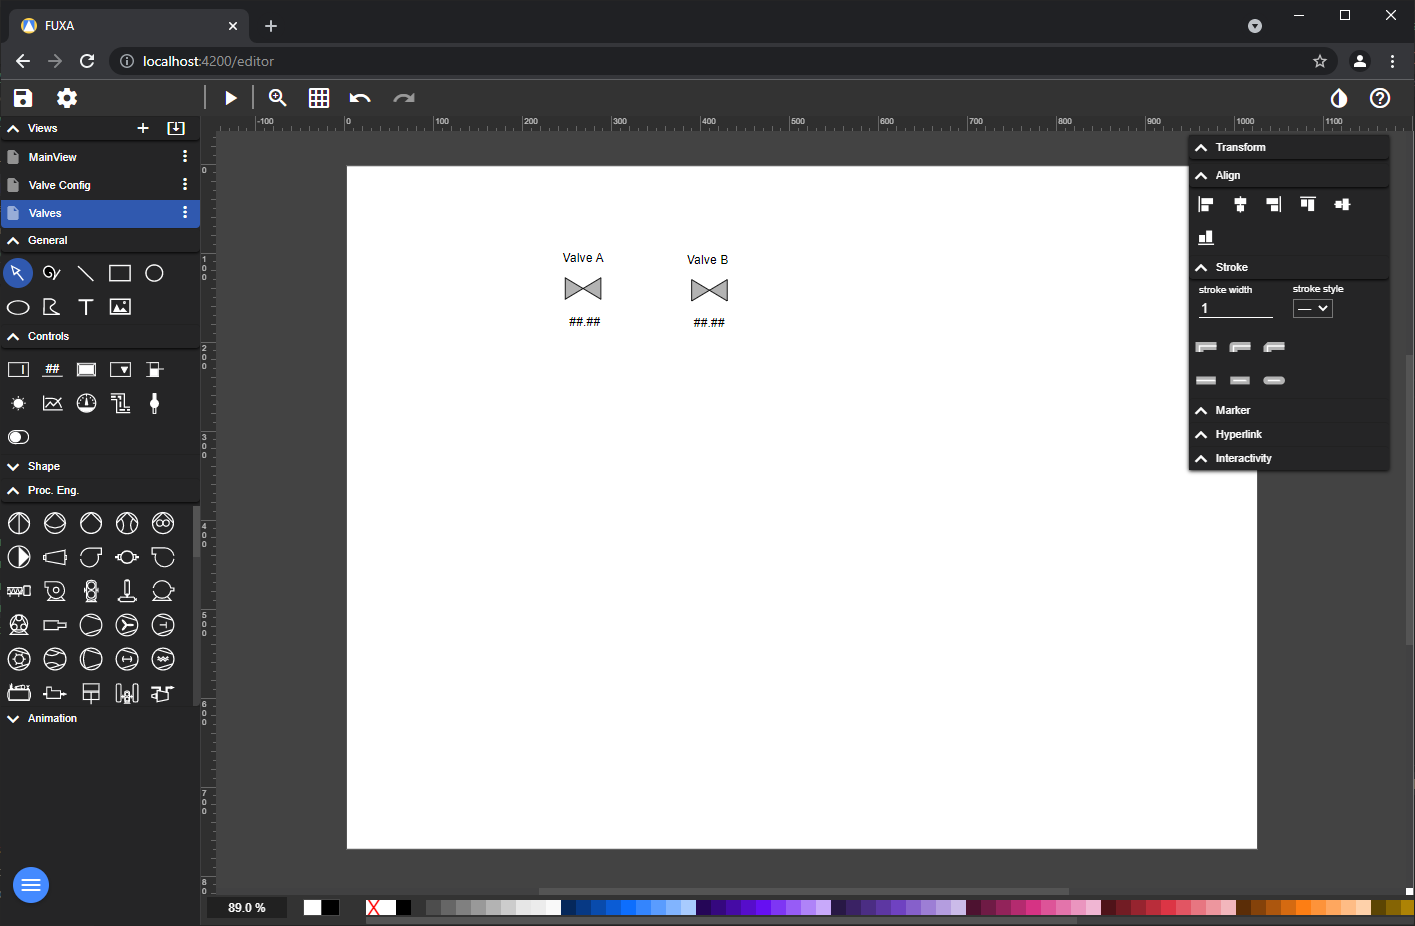 FUXA
localhost:4200/editor
Views
-100 0 100 200 300 400 500 600 700 800 900 1000 1100
MainView
Valve Config
Valves
General
Controls
##
Shape
Proc. Eng.
Animation
0
100
200
300
400
500
600
700
80
Valve A
Valve B
##.##
##.##
Transform
Align
Stroke
stroke width
stroke style
1
Marker
Hyperlink
Interactivity
89.0 %